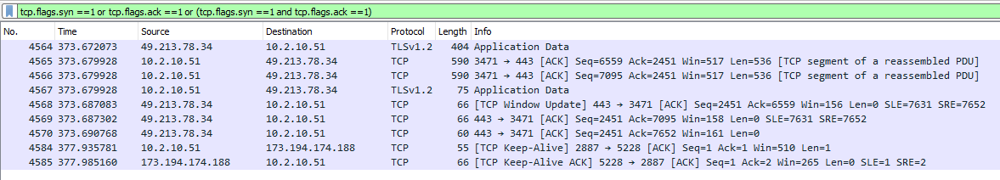 tcp.flags.syn ==1 or tcp.flags.ack ==1 or (tcp.flags.syn ==1 and tcp.flags.ack ==1)
No. Time Source Destination Protocol Length Info
4564 373.672073 49.213.78.34 10.2.10.51 TLSv1.2 404 Application Data
4565 373.679928 10.2.10.51 49.213.78.34 TCP 590 3471 → 443 [ACK] Seq=6559 Ack=2451 Win=517 Len=536 [TCP segment of a reassembled PDU]
4566 373.679928 10.2.10.51 49.213.78.34 TCP 590 3471 → 443 [ACK] Seq=7095 Ack=2451 Win=517 Len=536 [TCP segment of a reassembled PDU]
4567 373.679928 10.2.10.51 49.213.78.34 TLSv1.2 75 Application Data
4568 373.687083 49.213.78.34 10.2.10.51 TCP 66 [TCP Window Update] 443 → 3471 [ACK] Seq=2451 Ack=6559 Win=156 Len=0 SLE=7631 SRE=7652
4569 373.687302 49.213.78.34 10.2.10.51 TCP 66 443 → 3471 [ACK] Seq=2451 Ack=7095 Win=158 Len=0 SLE=7631 SRE=7652
4570 373.690768 49.213.78.34 10.2.10.51 TCP 60 443 → 3471 [ACK] Seq=2451 Ack=7652 Win=161 Len=0
4584 377.935781 10.2.10.51 173.194.174.188 TCP 55 [TCP Keep-Alive] 2887 → 5228 [ACK] Seq=1 Ack=1 Win=510 Len=1
4585 377.985160 173.194.174.188 10.2.10.51 TCP 66 [TCP Keep-Alive ACK] 5228 → 2887 [ACK] Seq=1 Ack=2 Win=265 Len=0 SLE=1 SRE=2